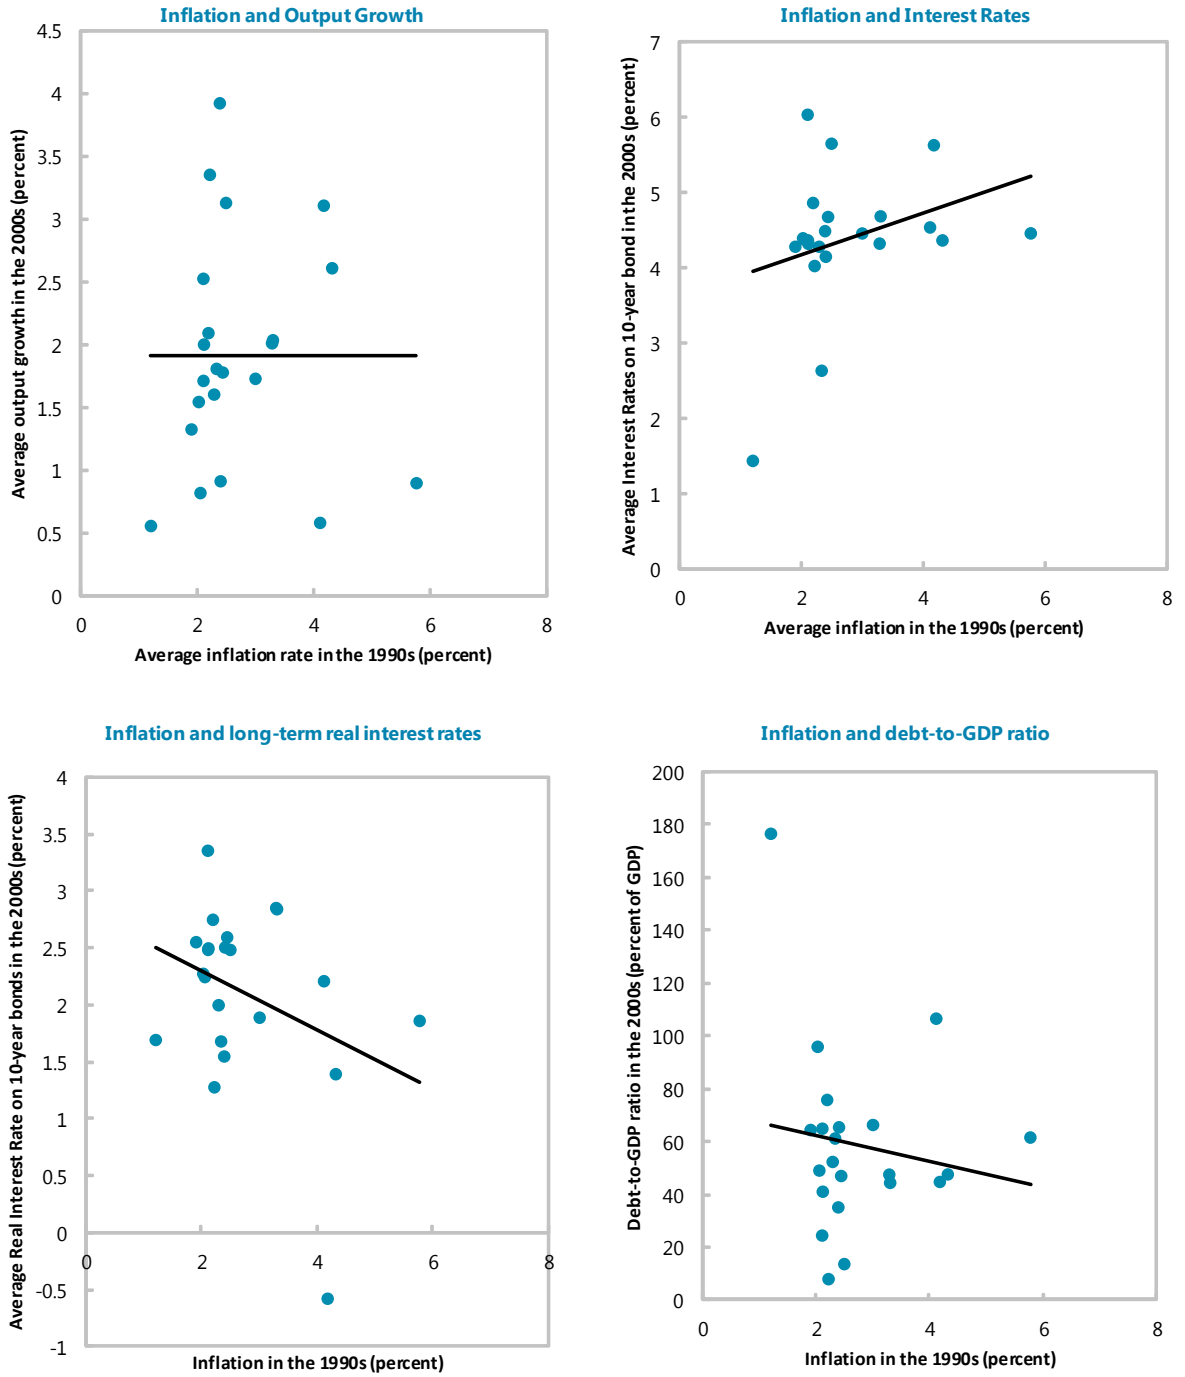 Inflation and Output Growth
4.5
4
3.5
3
2.5
2
1.5
1
0.5
0
0 2 4 6 8
Average output growth in the 2000s (percent)
Average inflation rate in the 1990s (percent)
Inflation and Interest Rates
7
6
5
4
3
2
1
0
0 2 4 6 8
Average Interest Rates on 10-year bond in the 2000s (percent)
Average inflation in the 1990s (percent)
Inflation and long-term real interest rates
4
3.5
3
2.5
2
1.5
1
0.5
0
-0.5
-1
0 2 4 6 8
Average Real Interest Rate on 10-year bonds in the 2000s (percent)
Inflation in the 1990s (percent)
Inflation and debt-to-GDP ratio
200
180
160
140
120
100
80
60
40
20
0
0 2 4 6 8
Debt-to-GDP ratio in the 2000s (percent of GDP)
Inflation in the 1990s (percent)